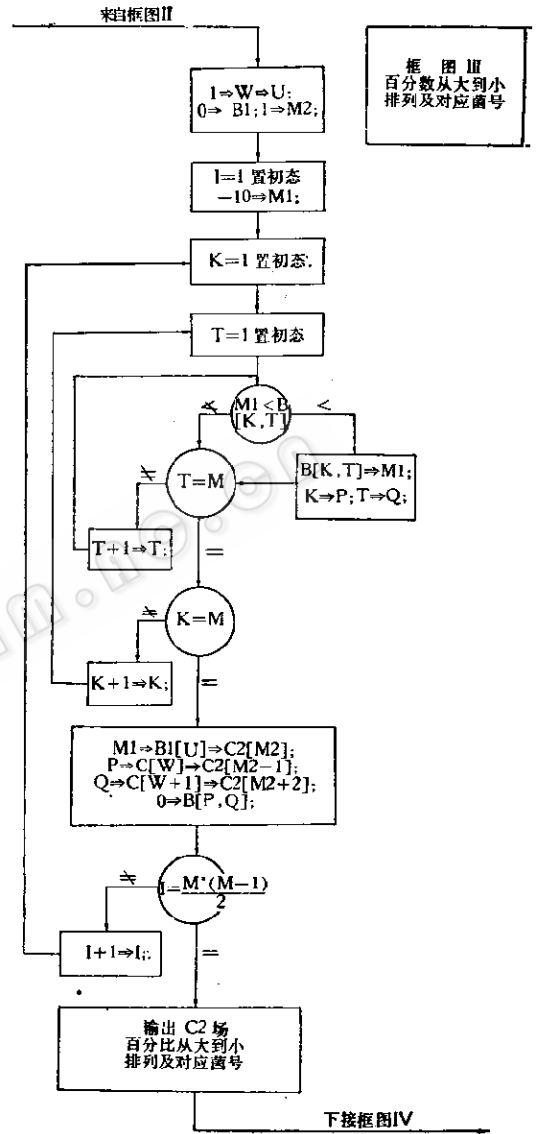 来自框图II
框 图 III
百分数从大到小
排列及对应菌号
1⇒W⇒U:
0⇒ B1;1⇒M2;
I=1 置初态
−10⇒M1;
K=1 置初态.
T=1 置初态
M1<B
[K,T]
≮
<
B[K,T]⇒M1;
K⇒P;T⇒Q;
T=M
≠
T+1⇒T;
=
K=M
≠
K+1⇒K;
=
M1⇒B1[U]⇒C2[M2];
P⇒C[W]⇒C2[M2−1];
Q⇒C[W+1]⇒C2[M2+2];
0⇒B[P,Q];
I=M*(M−1)
2
≠
I+1⇒I;
=
输出 C2 场
百分比从大到小
排列及对应菌号
下接框图IV